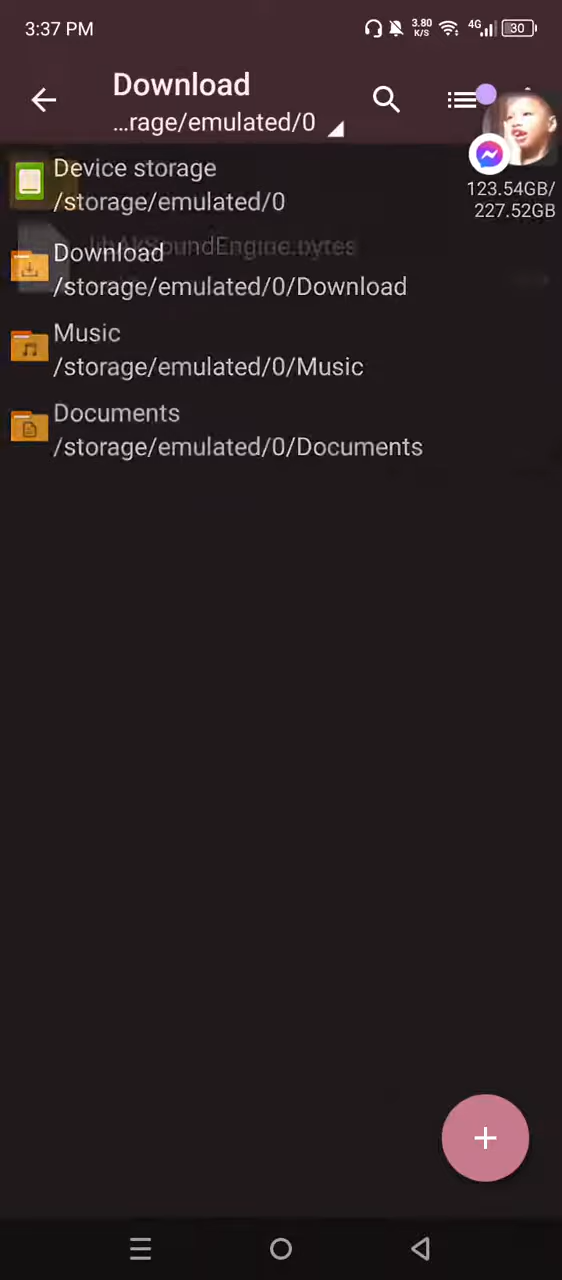 3:37 PM
3.80
K/S
4G
30
Download
...rage/emulated/0
Device storage
/storage/emulated/0
123.54GB/
227.52GB
Download
/storage/emulated/0/Download
Music
/storage/emulated/0/Music
Documents
/storage/emulated/0/Documents